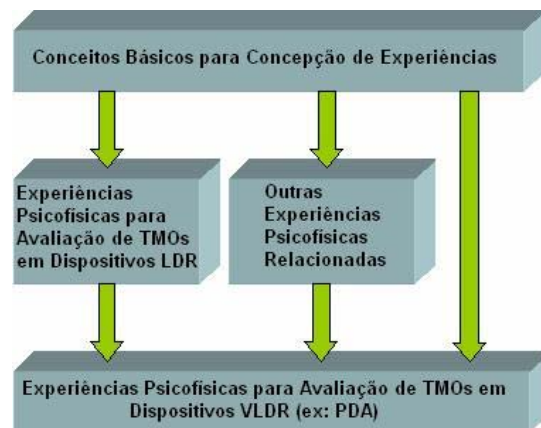 Conceitos Básicos para Concepção de Experiências
Experiências
Psicofísicas para
Avaliação de TMOs
em Dispositivos LDR
Outras
Experiências
Psicofísicas
Relacionadas
Experiências Psicofísicas para Avaliação de TMOs em
Dispositivos VLDR (ex: PDA)